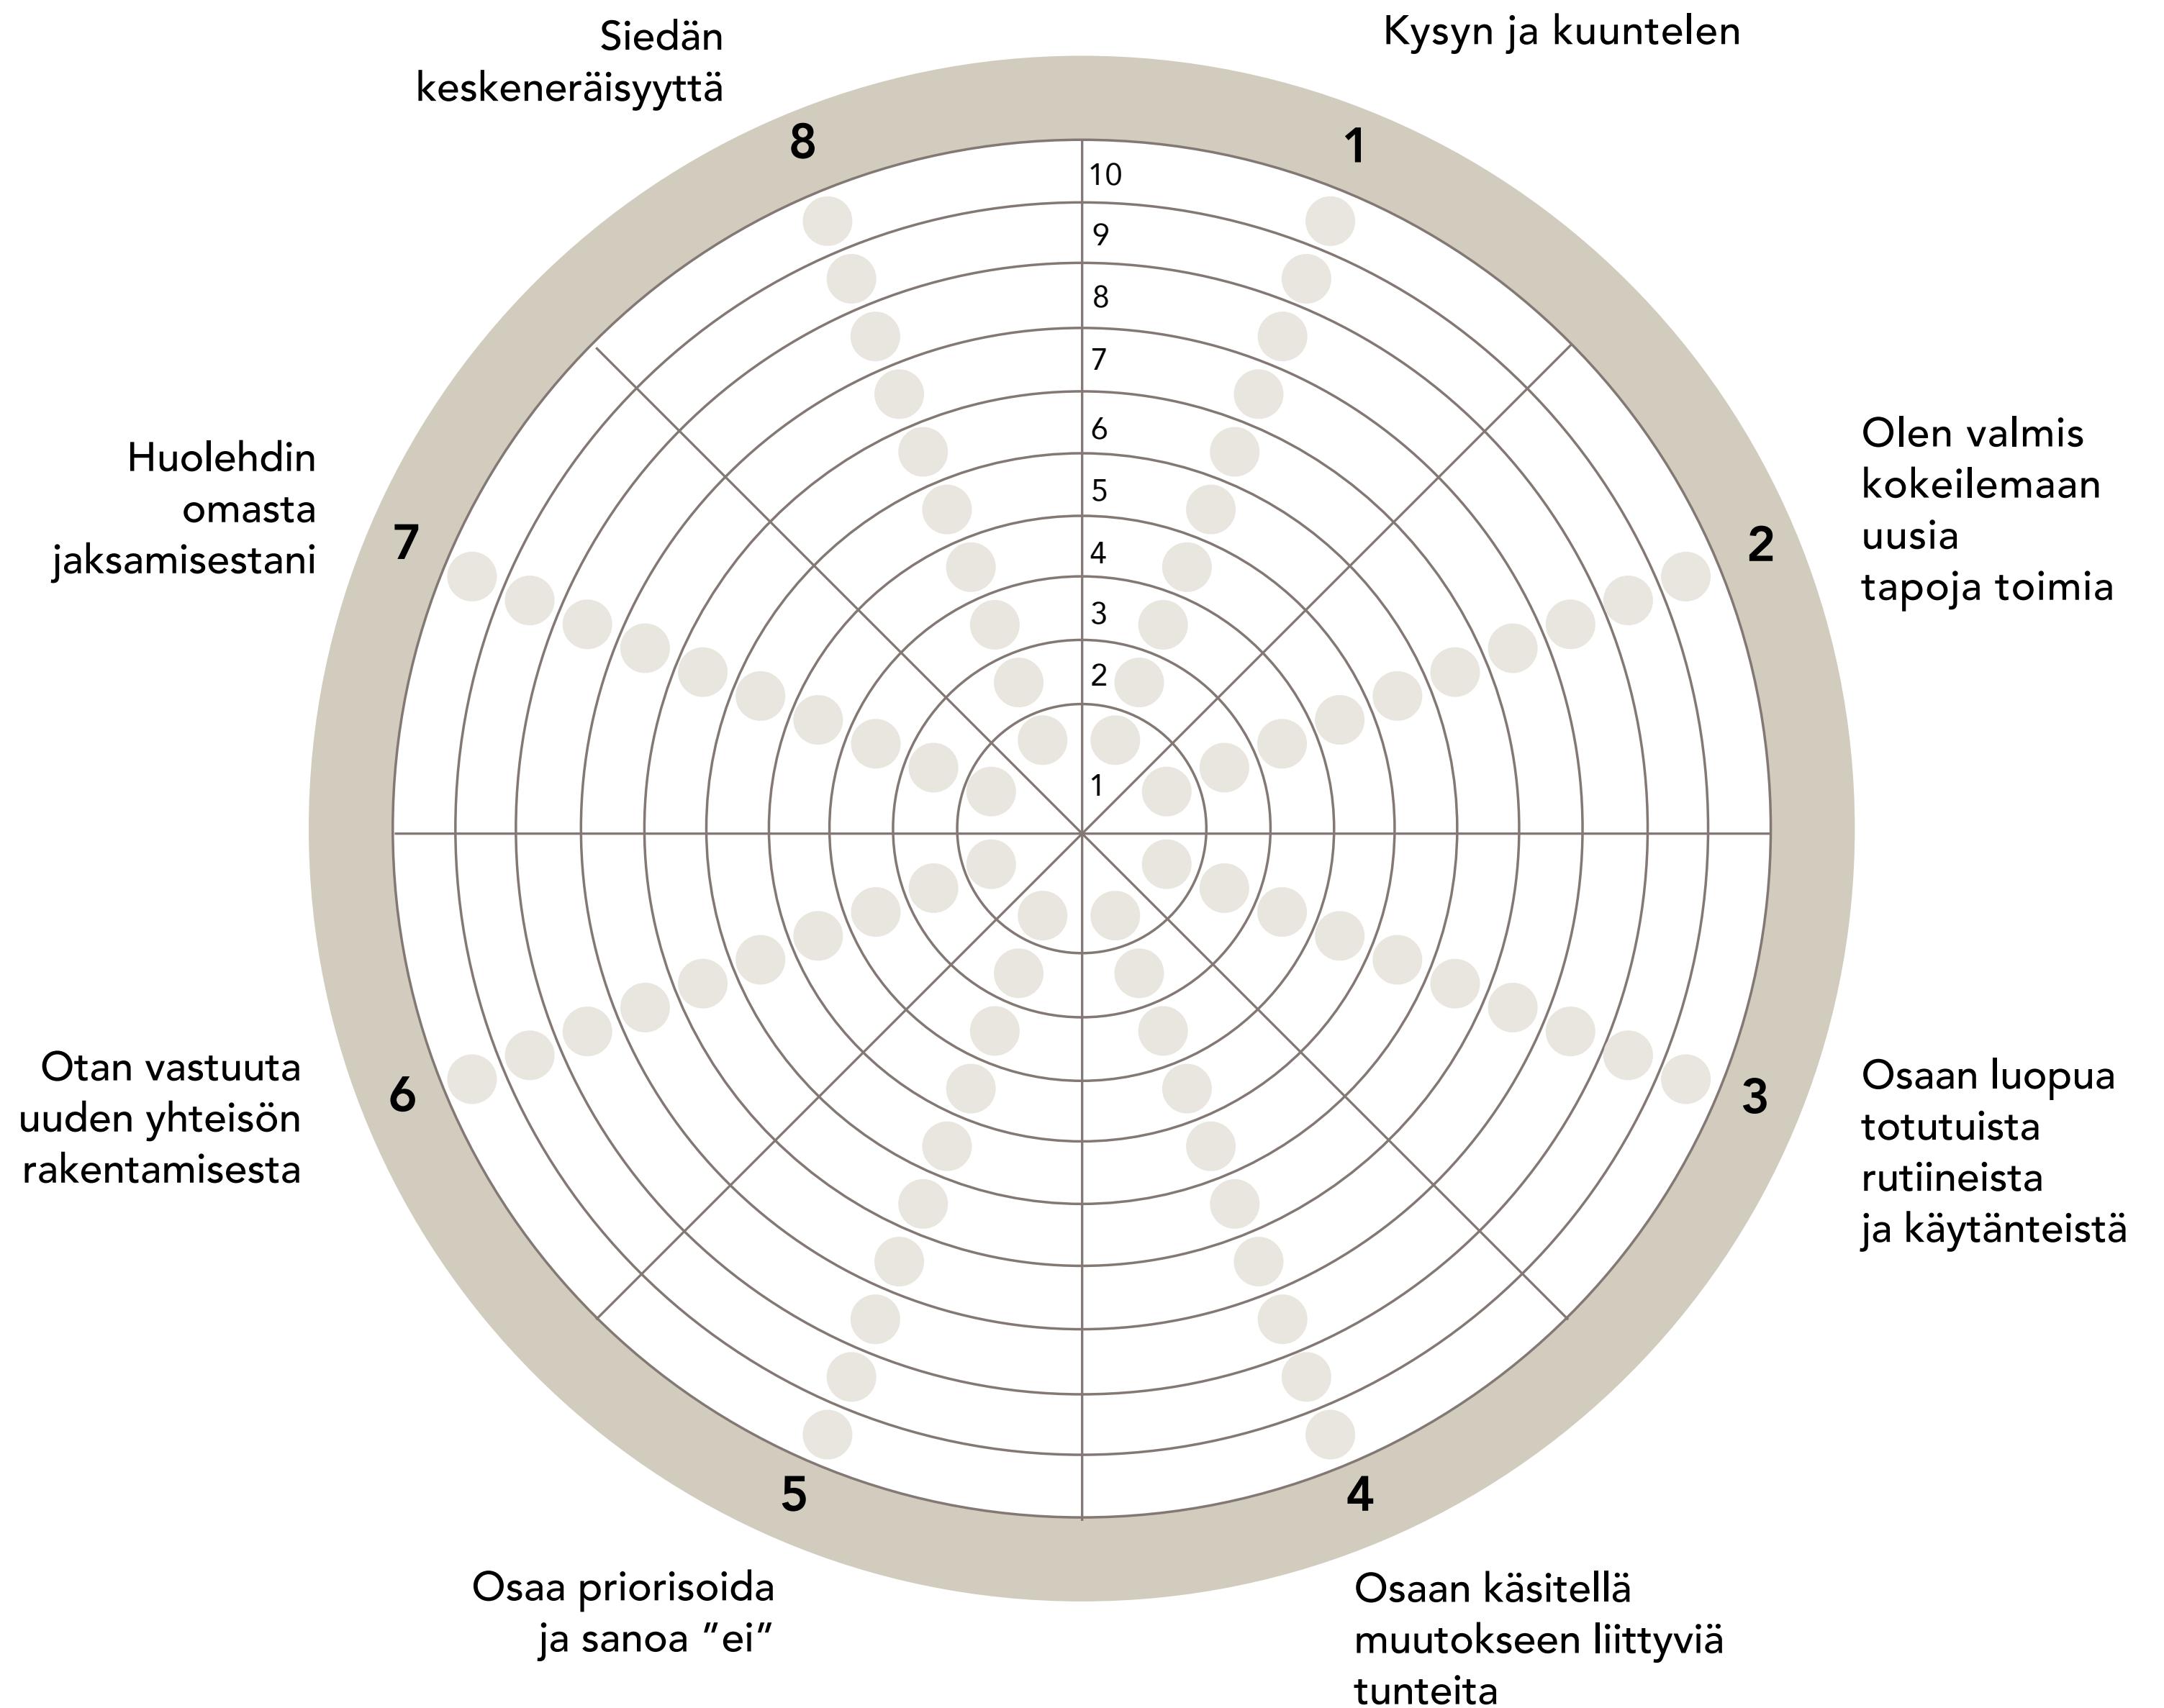 Siedän
keskeneräisyyttä
Kysyn ja kuuntelen
8
1
10
9
8
7
6
5
4
3
2
1
Huolehdin
omasta
jaksamisestani
7
Olen valmis
kokeilemaan
uusia
tapoja toimia
2
Otan vastuuta
uuden yhteisön
rakentamisesta
6
Osaan luopua
totutuista
rutiineista
ja käytänteistä
3
5
4
Osaa priorisoida
ja sanoa ”ei”
Osaan käsitellä
muutokseen liittyviä
tunteita